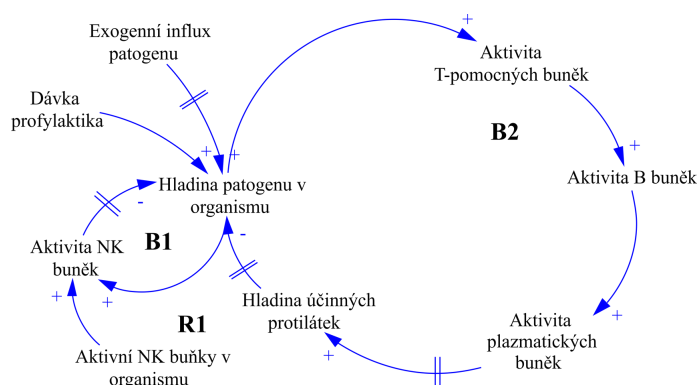 Exogenní influx
patogenu
+
Aktivita
T-pomocných buněk
Dávka
profylaktika
B2
+
+
+
+
Hladina patogenu v
organismu
Aktivita B buněk
-
-
B1
Aktivita NK
buněk
+
+
Hladina účinných
protilátek
R1
+
Aktivita
plazmatických
buněk
+
Aktivní NK buňky v
organismu